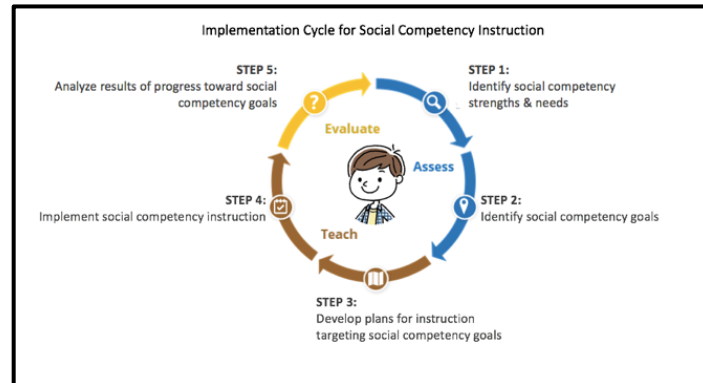 Implementation Cycle for Social Competency Instruction
STEP 5:
Analyze results of progress toward social
competency goals
STEP 1:
Identify social competency
strengths & needs
?
Evaluate
Assess
STEP 4:
Implement social competency instruction
STEP 2:
Identify social competency goals
Teach
STEP 3:
Develop plans for instruction
targeting social competency goals